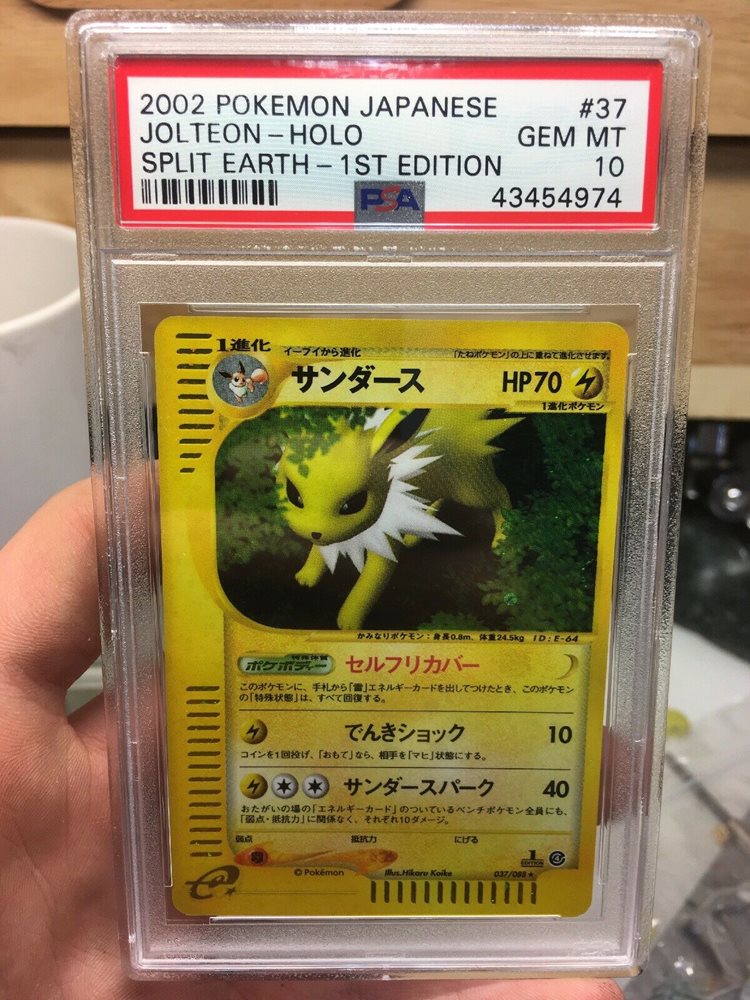 2002 POKEMON JAPANESE #37
JOLTEON-HOLO GEM MT
SPLIT EARTH-1ST EDITION 10
PSA 43454974
1進化 イーブイから進化 「たねポケモン」の上に重ねて進化させます。
サンダース HP70
1進化ポケモン
かみなりポケモン：身長0.8m、体重24.5kg ID:E-64
特殊体質
ポケボディー セルフリカバー
このポケモンに、手札から「雷」エネルギーカードを出してつけたとき、このポケモン
の「特殊状態」は、すべて回復する。
でんきショック 10
コインを1回投げ、「おもて」なら、相手を「マヒ」状態にする。
サンダースパーク 40
おたがいの場の「エネルギーカード」のついているベンチポケモン全員にも、
「弱点・抵抗力」に関係なく、それぞれ10ダメージ。
弱点 抵抗力 にげる
1
EDITION
e
©Pokémon Illus.Hikaru Koike 037/088★